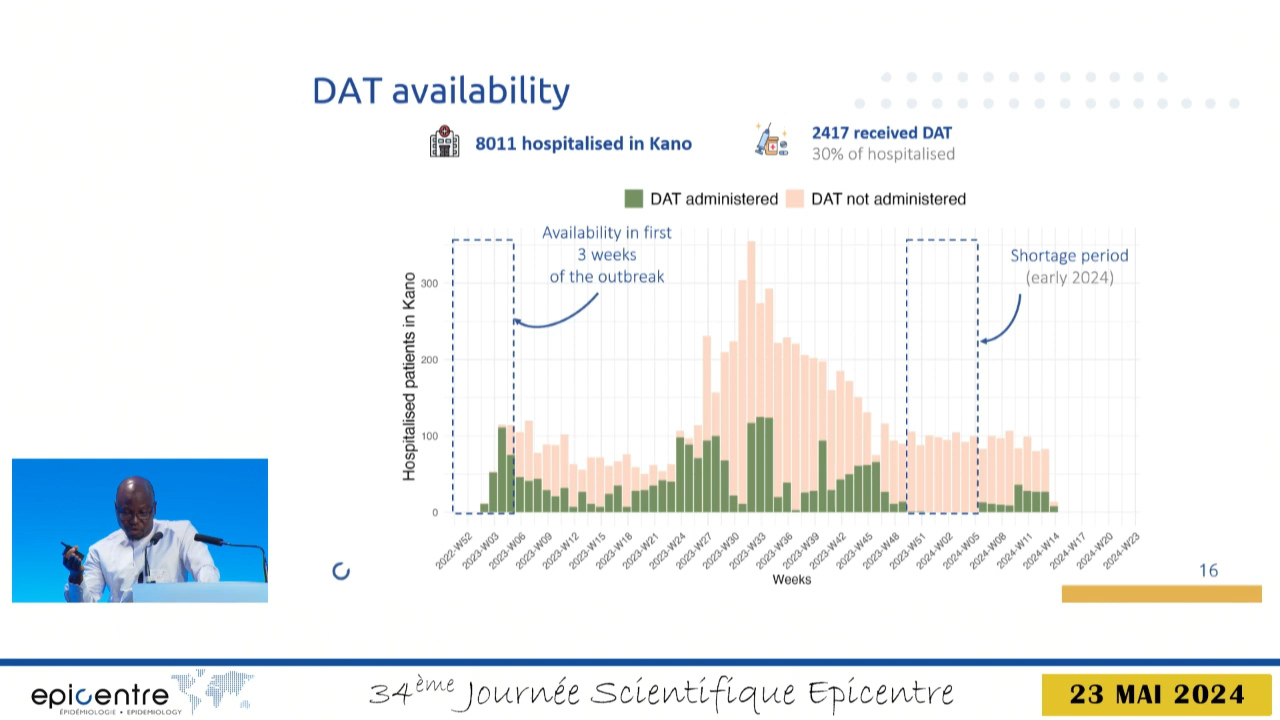 DAT availability
8011 hospitalised in Kano
2417 received DAT
30% of hospitalised
DAT administered
DAT not administered
Availability in first
3 weeks
of the outbreak
Shortage period
(early 2024)
Hospitalised patients in Kano
300
200
100
0
2022-W52
2023-W03
2023-W06
2023-W09
2023-W12
2023-W15
2023-W18
2023-W21
2023-W24
2023-W27
2023-W30
2023-W33
2023-W36
2023-W39
2023-W42
2023-W45
2023-W48
2023-W51
2024-W02
2024-W05
2024-W08
2024-W11
2024-W14
2024-W17
2024-W20
2024-W23
Weeks
16
epicentre
ÉPIDÉMIOLOGIE • EPIDEMIOLOGY
34ème Journée Scientifique Epicentre
23 MAI 2024